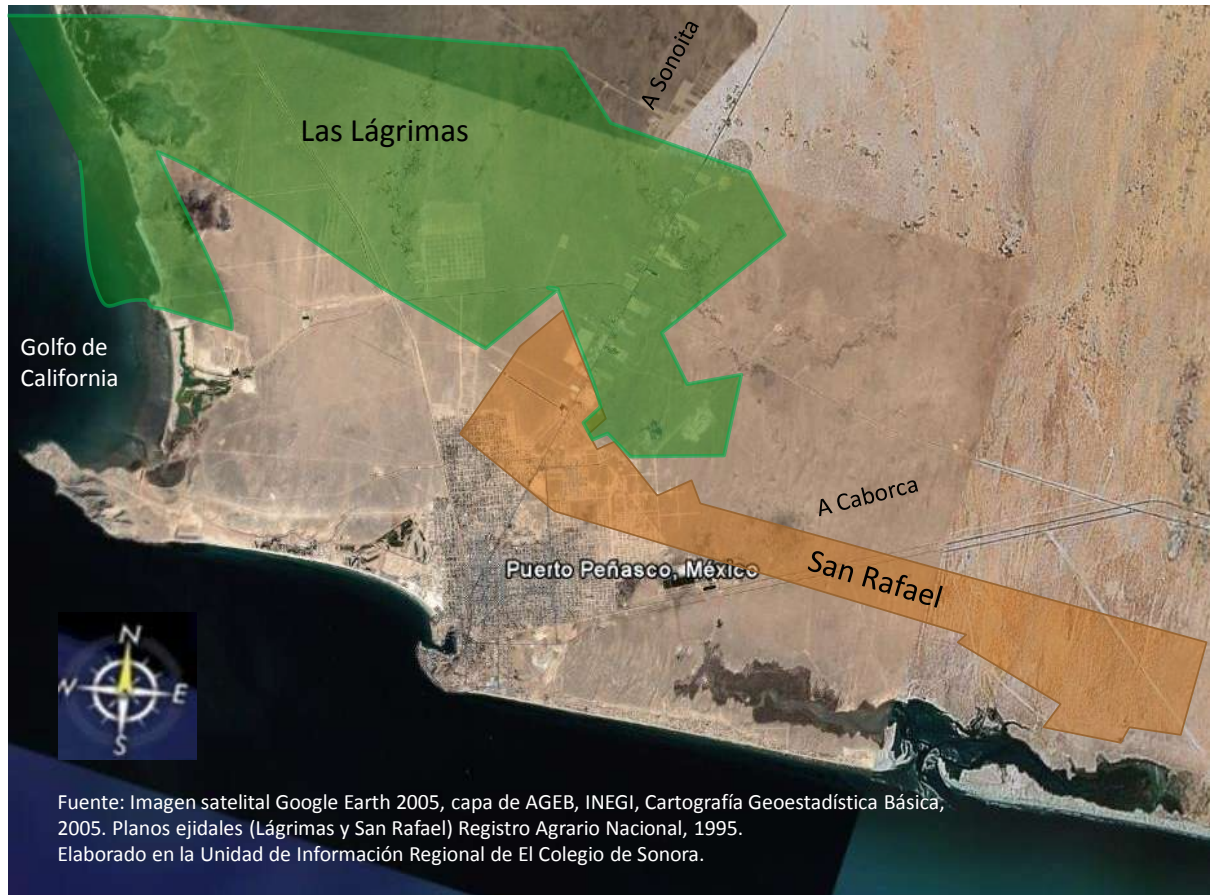 A Sonoita
Las Lágrimas
Golfo de
California
A Caborca
San Rafael
Puerto Peñasco, México
N
N
E
S
Fuente: Imagen satelital Google Earth 2005, capa de AGEB, INEGI, Cartografía Geoestadística Básica,
2005. Planos ejidales (Lágrimas y San Rafael) Registro Agrario Nacional, 1995.
Elaborado en la Unidad de Información Regional de El Colegio de Sonora.